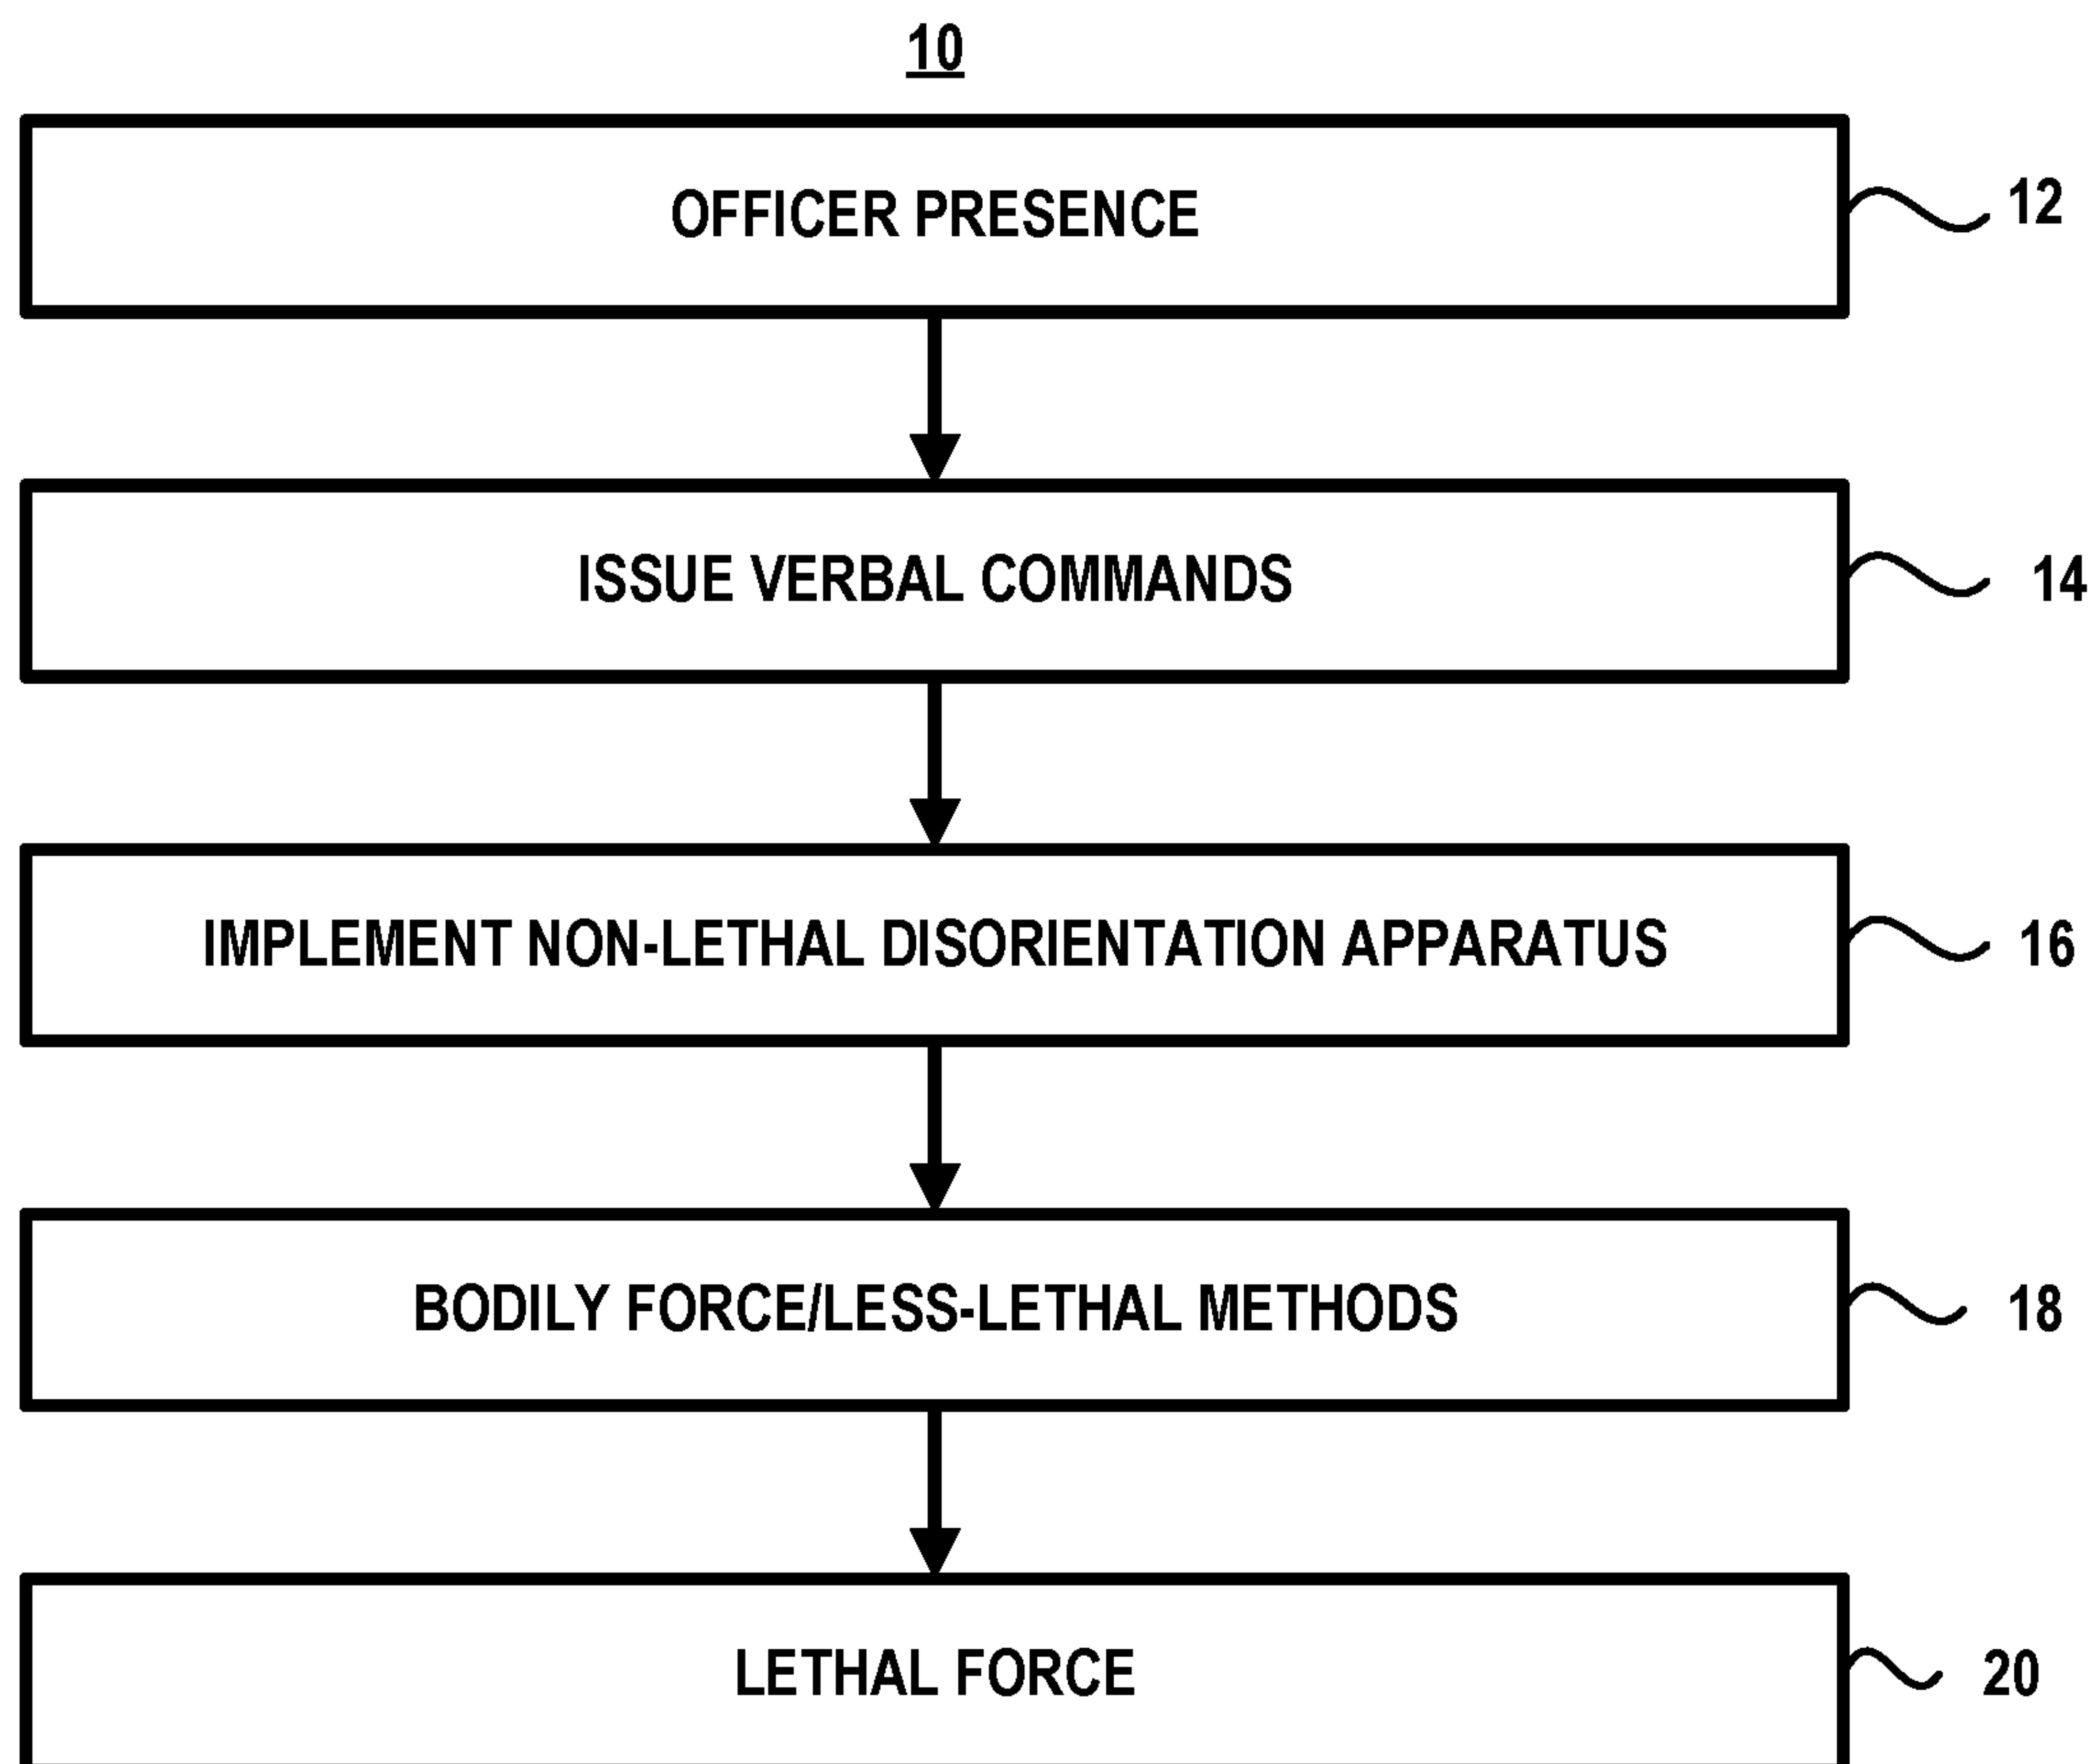 10
OFFICER PRESENCE 12
ISSUE VERBAL COMMANDS 14
IMPLEMENT NON-LETHAL DISORIENTATION APPARATUS 16
BODILY FORCE/LESS-LETHAL METHODS 18
LETHAL FORCE 20